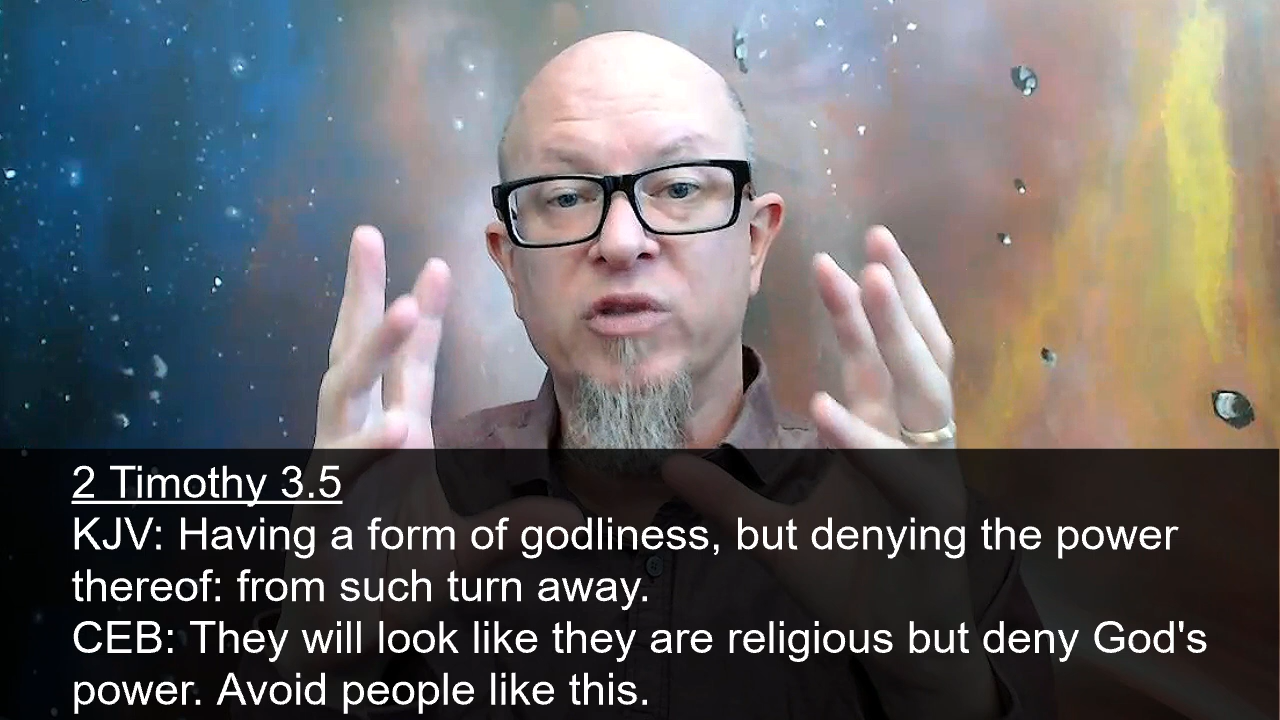 2 Timothy 3.5
KJV: Having a form of godliness, but denying the power
thereof: from such turn away.
CEB: They will look like they are religious but deny God's
power. Avoid people like this.